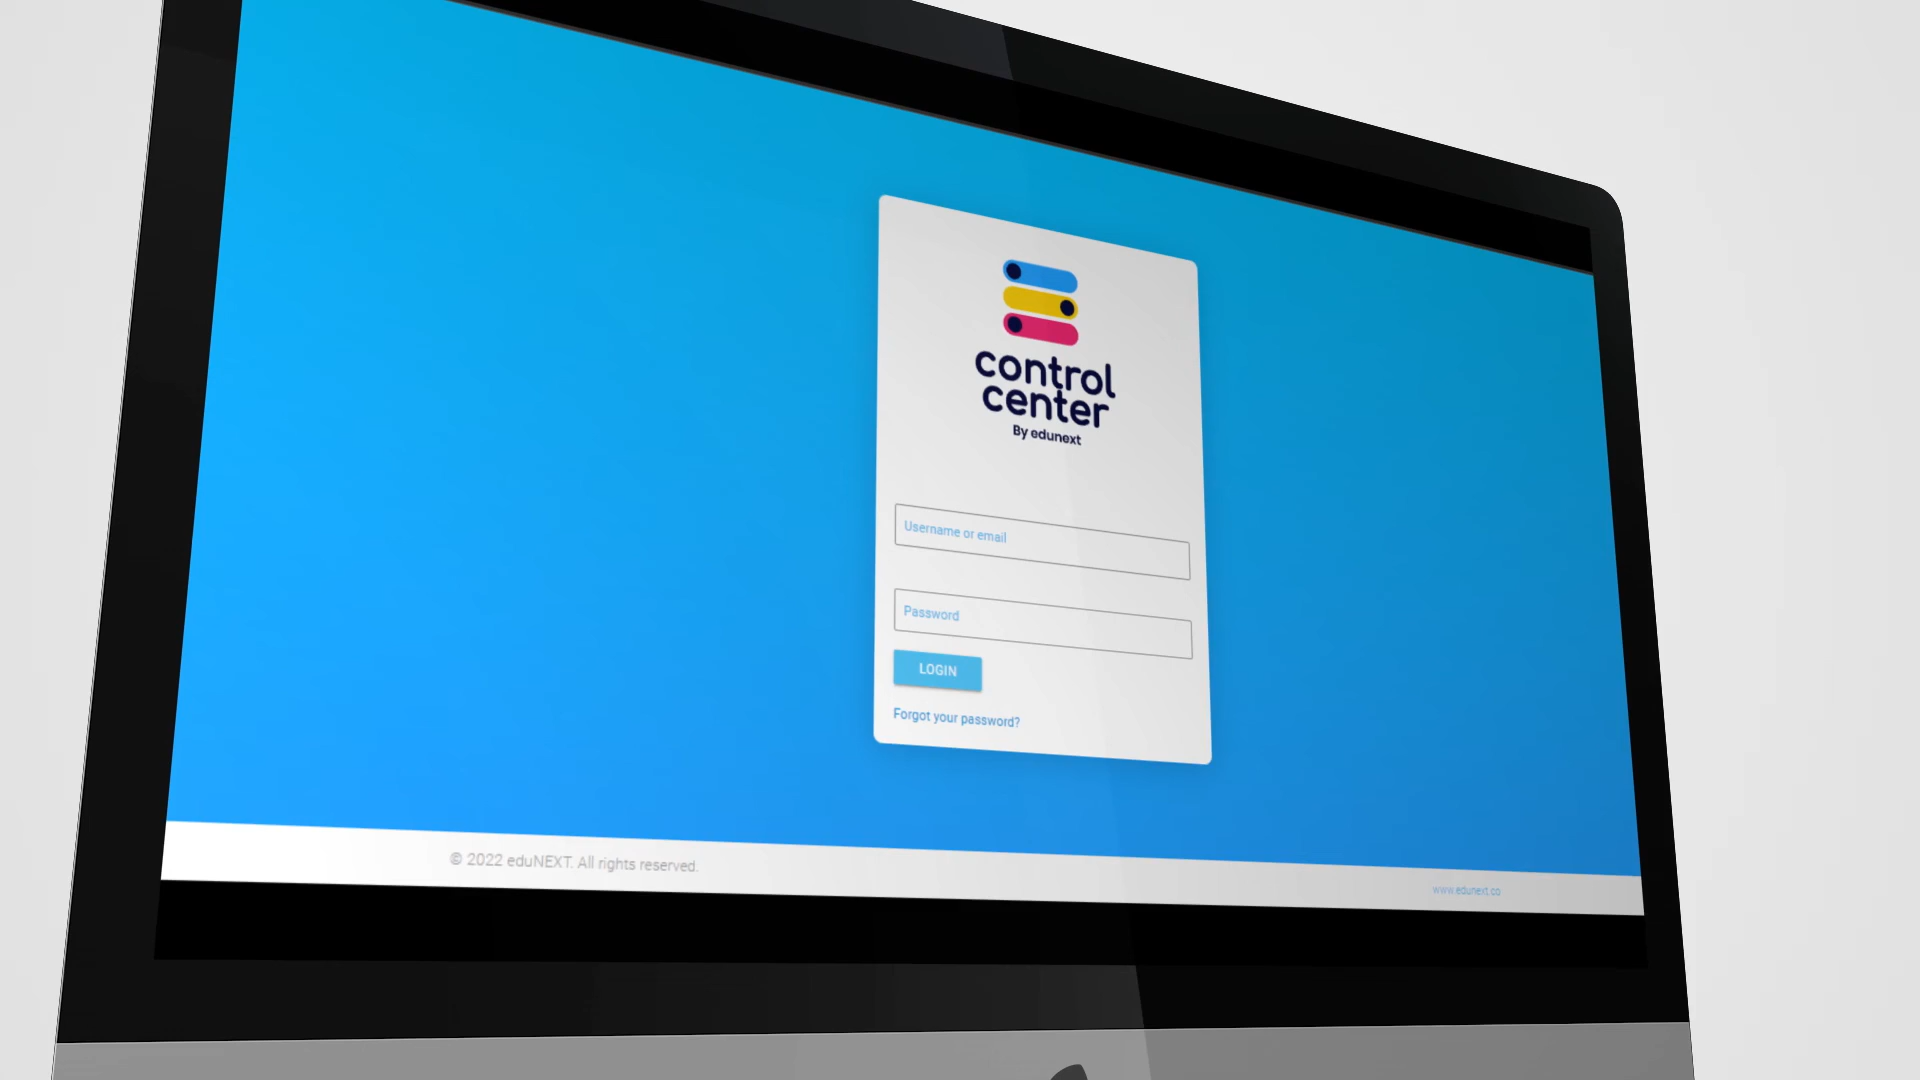 control
center
By edunext
Username or email
Password
LOGIN
Forgot your password?
© 2022 eduNEXT. All rights reserved.
www.edunext.co